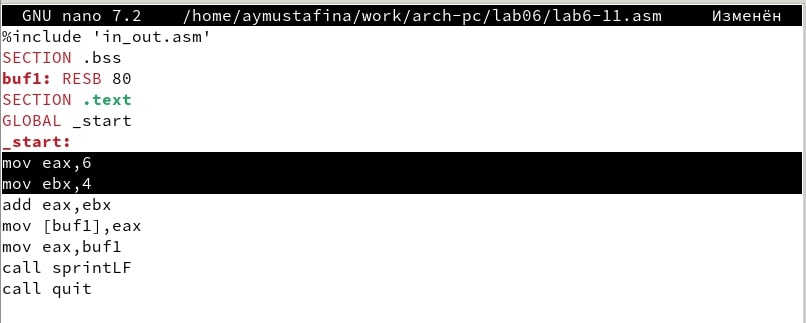 GNU nano 7.2 /home/aymustafina/work/arch-pc/lab06/lab6-11.asm Изменён
%include 'in_out.asm'
SECTION .bss
buf1: RESB 80
SECTION .text
GLOBAL _start
_start:
mov eax,6
mov ebx,4
add eax,ebx
mov [buf1],eax
mov eax,buf1
call sprintLF
call quit